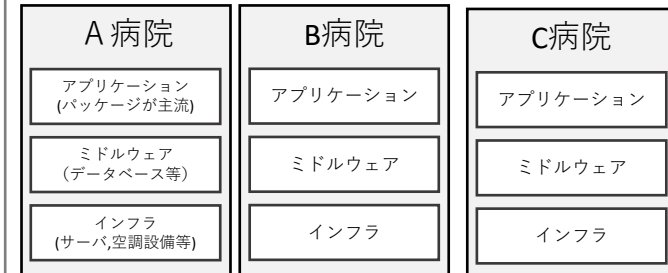 A病院
アプリケーション
(パッケージが主流)
ミドルウェア
（データベース等）
インフラ
(サーバ,空調設備等)
B病院
アプリケーション
ミドルウェア
インフラ
C病院
アプリケーション
ミドルウェア
インフラ